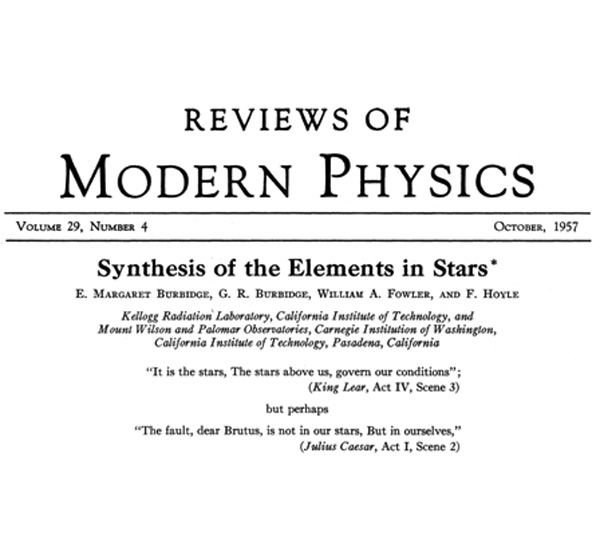 REVIEWS OF
MODERN PHYSICS
VOLUME 29, NUMBER 4 OCTOBER, 1957
Synthesis of the Elements in Stars*
E. MARGARET BURBIDGE, G. R. BURBIDGE, WILLIAM A. FOWLER, AND F. HOYLE
Kellogg Radiation Laboratory, California Institute of Technology, and
Mount Wilson and Palomar Observatories, Carnegie Institution of Washington,
California Institute of Technology, Pasadena, California
"It is the stars, The stars above us, govern our conditions";
(King Lear, Act IV, Scene 3)
but perhaps
"The fault, dear Brutus, is not in our stars, But in ourselves,"
(Julius Caesar, Act I, Scene 2)